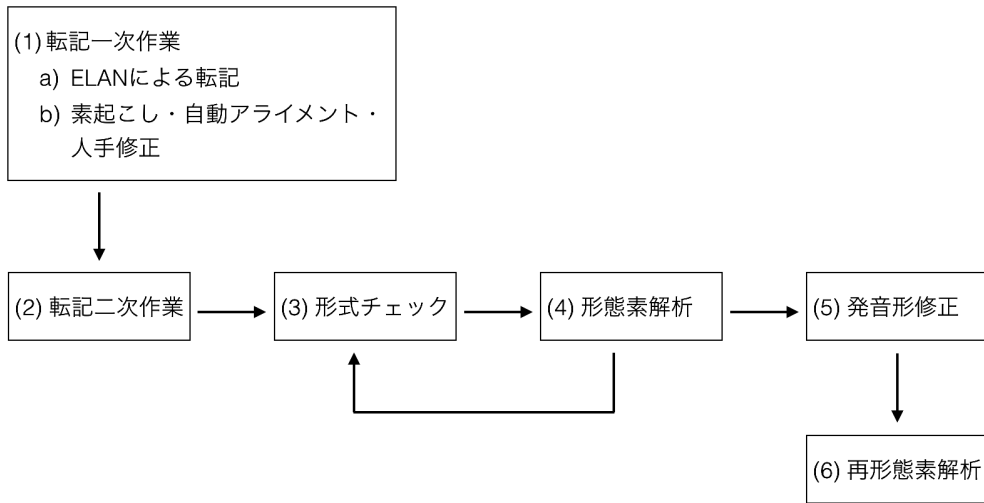 (1) 転記一次作業
a) ELANによる転記
b) 素起こし・自動アライメント・
人手修正
(2) 転記二次作業
(3) 形式チェック
(4) 形態素解析
(5) 発音形修正
(6) 再形態素解析